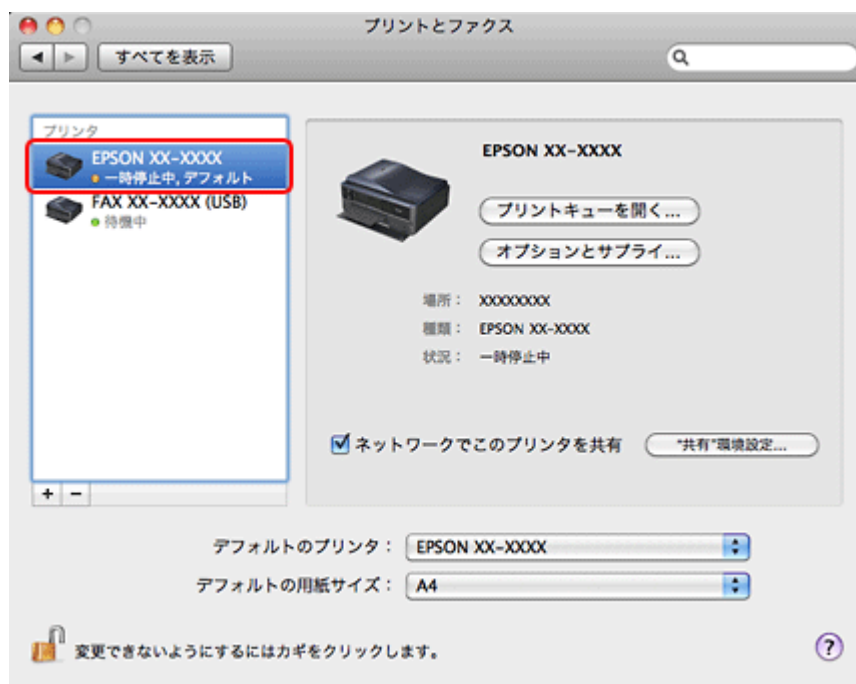 プリントとファクス
すべてを表示
プリンタ
EPSON XX-XXXX
一時停止中, デフォルト
FAX XX-XXXX (USB)
待機中
EPSON XX-XXXX
プリントキューを開く...
オプションとサプライ...
場所： XXXXXXXX
種類： EPSON XX-XXXX
状況： 一時停止中
ネットワークでこのプリンタを共有 "共有"環境設定...
+ −
デフォルトのプリンタ： EPSON XX-XXXX
デフォルトの用紙サイズ： A4
変更できないようにするにはカギをクリックします。 ?